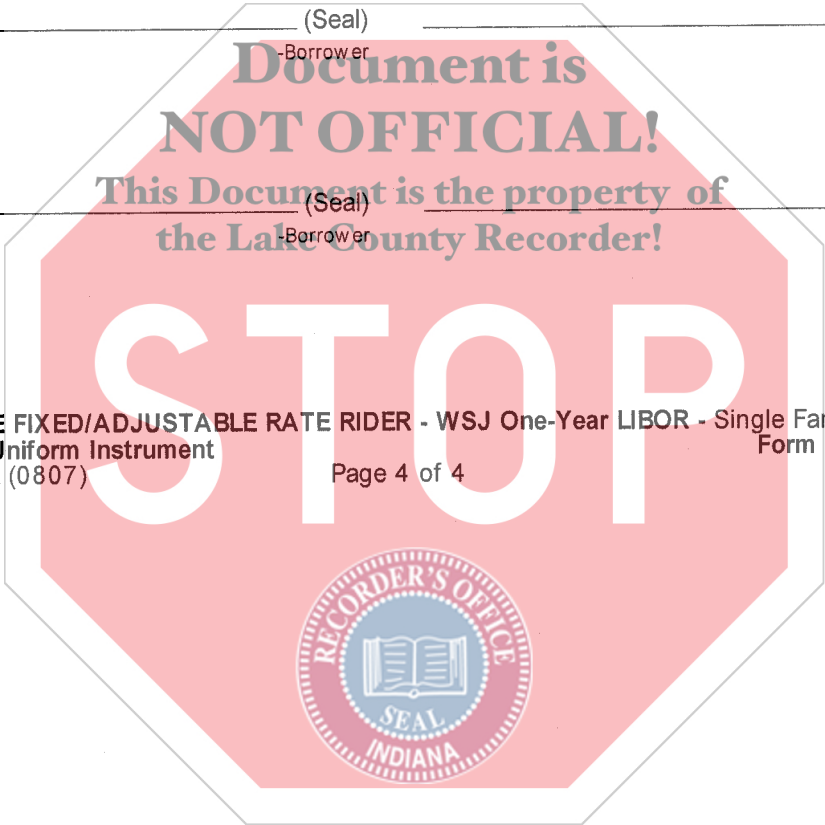 (Seal)
-Borrower
Document is
NOT OFFICIAL!
This Document is the property of
(Seal)
the Lake County Recorder!
-Borrower
STOP
FIXED/ADJUSTABLE RATE RIDER - WSJ One-Year LIBOR - Single
Uniform Instrument
Form
(0807)
Page 4 of 4
RECORDER'S OFFICE
SEAL
INDIANA